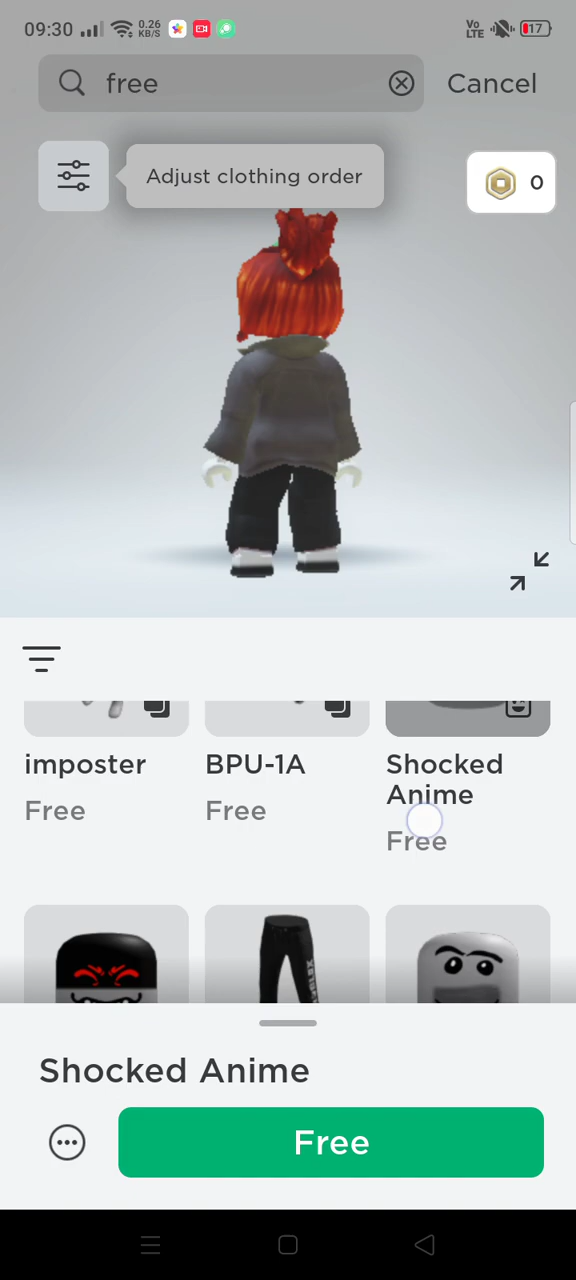 09:30
0.26
KB/S
Vo
LTE
17
free
Cancel
Adjust clothing order
0
imposter
BPU-1A
Shocked
Anime
Free
Free
Free
Shocked Anime
Free